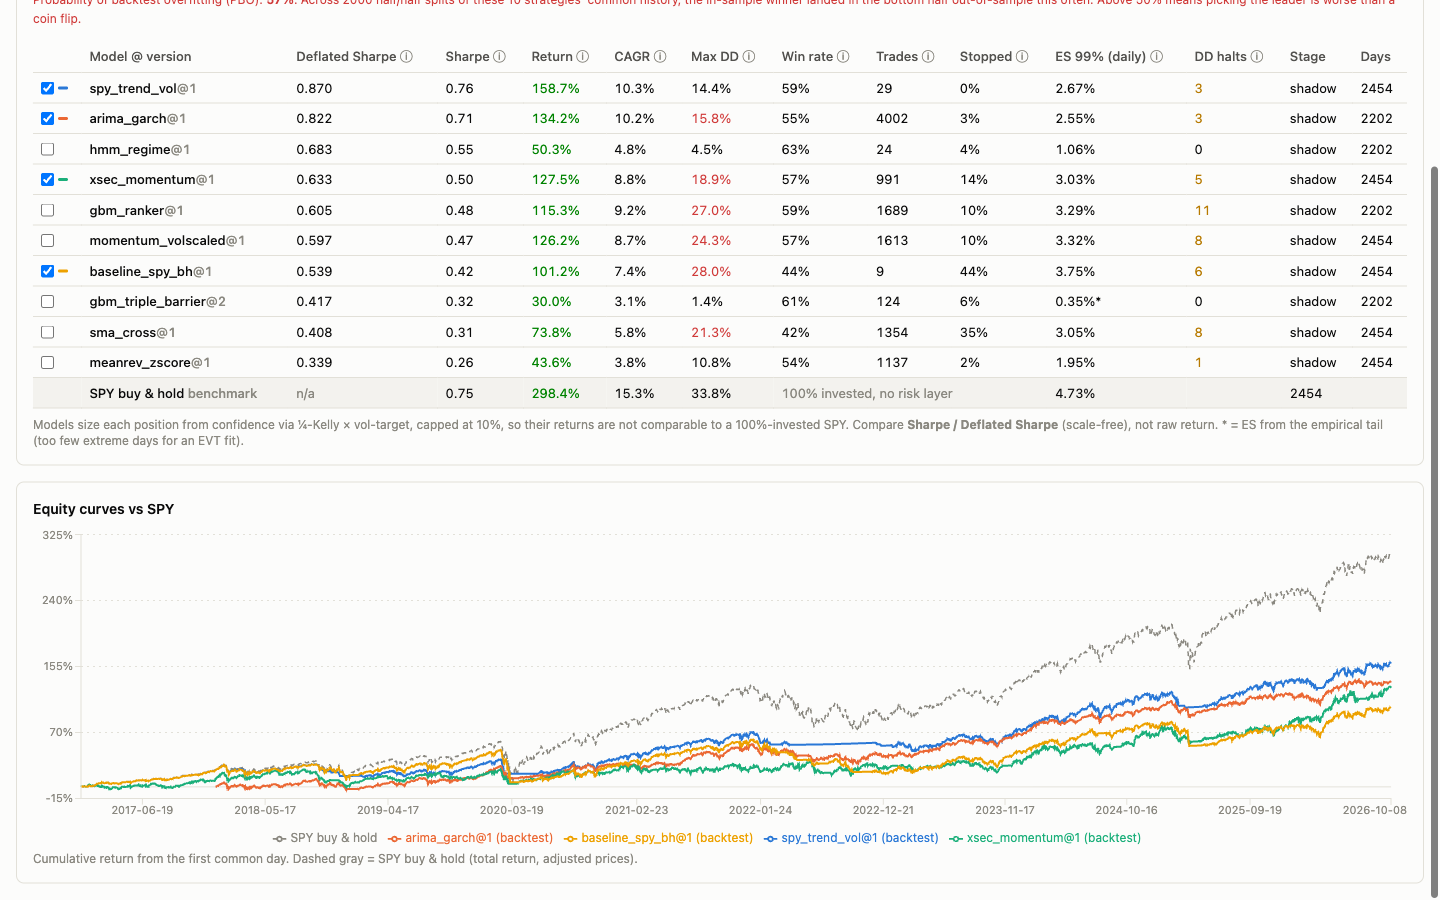 Probability of backtest overfitting (PBO): 57%. Across 2000 half/half splits of these 10 strategies' common history, the in-sample winner landed in the bottom half out-of-sample this often. Above 50% means picking the leader is worse than a
coin flip.
Model @ version Deflated Sharpe ⓘ Sharpe ⓘ Return ⓘ CAGR ⓘ Max DD ⓘ Win rate ⓘ Trades ⓘ Stopped ⓘ ES 99% (daily) ⓘ DD halts ⓘ Stage Days
spy_trend_vol@1 0.870 0.76 158.7% 10.3% 14.4% 59% 29 0% 2.67% 3 shadow 2454
arima_garch@1 0.822 0.71 134.2% 10.2% 15.8% 55% 4002 3% 2.55% 3 shadow 2202
hmm_regime@1 0.683 0.55 50.3% 4.8% 4.5% 63% 24 4% 1.06% 0 shadow 2202
xsec_momentum@1 0.633 0.50 127.5% 8.8% 18.9% 57% 991 14% 3.03% 5 shadow 2454
gbm_ranker@1 0.605 0.48 115.3% 9.2% 27.0% 59% 1689 10% 3.29% 11 shadow 2202
momentum_volscaled@1 0.597 0.47 126.2% 8.7% 24.3% 57% 1613 10% 3.32% 8 shadow 2454
baseline_spy_bh@1 0.539 0.42 101.2% 7.4% 28.0% 44% 9 44% 3.75% 6 shadow 2454
gbm_triple_barrier@2 0.417 0.32 30.0% 3.1% 1.4% 61% 124 6% 0.35%* 0 shadow 2202
sma_cross@1 0.408 0.31 73.8% 5.8% 21.3% 42% 1354 35% 3.05% 8 shadow 2454
meanrev_zscore@1 0.339 0.26 43.6% 3.8% 10.8% 54% 1137 2% 1.95% 1 shadow 2454
SPY buy & hold benchmark n/a 0.75 298.4% 15.3% 33.8% 100% invested, no risk layer 4.73% 2454
Models size each position from confidence via ¼-Kelly × vol-target, capped at 10%, so their returns are not comparable to a 100%-invested SPY. Compare Sharpe / Deflated Sharpe (scale-free), not raw return. * = ES from the empirical tail
(too few extreme days for an EVT fit).
Equity curves vs SPY
325%
240%
155%
70%
-15%
2017-06-19 2018-05-17 2019-04-17 2020-03-19 2021-02-23 2022-01-24 2022-12-21 2023-11-17 2024-10-16 2025-09-19 2026-10-08
SPY buy & hold arima_garch@1 (backtest) baseline_spy_bh@1 (backtest) spy_trend_vol@1 (backtest) xsec_momentum@1 (backtest)
Cumulative return from the first common day. Dashed gray = SPY buy & hold (total return, adjusted prices).